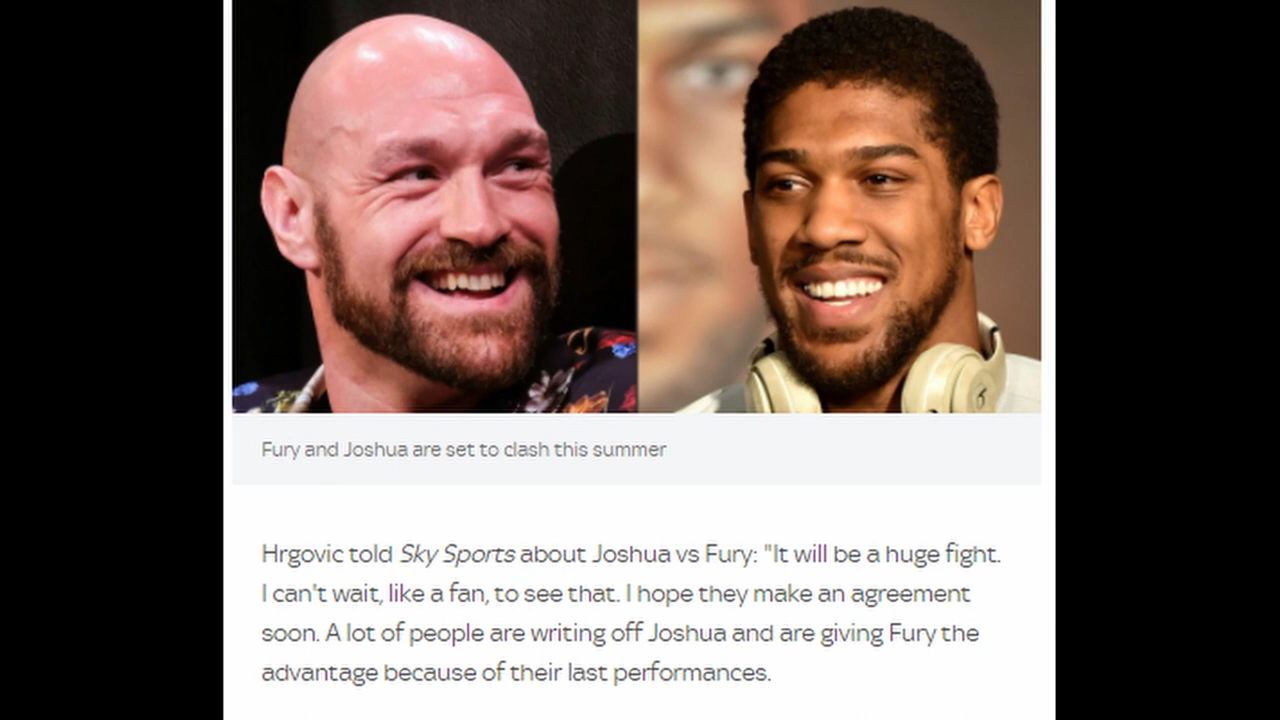 Fury and Joshua are set to clash this summer
Hrgovic told Sky Sports about Joshua vs Fury: "It will be a huge fight.
I can't wait, like a fan, to see that. I hope they make an agreement
soon. A lot of people are writing off Joshua and are giving Fury the
advantage because of their last performances.